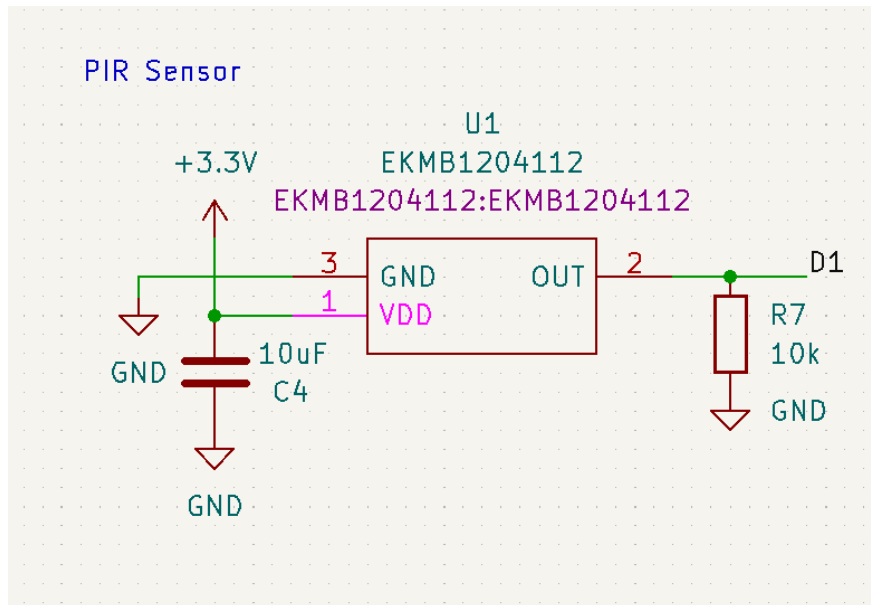 PIR Sensor
U1
+3.3V
EKMB1204112
EKMB1204112:EKMB1204112
3
GND
OUT
2
D1
1
VDD
R7
10k
GND
10uF
C4
GND
GND